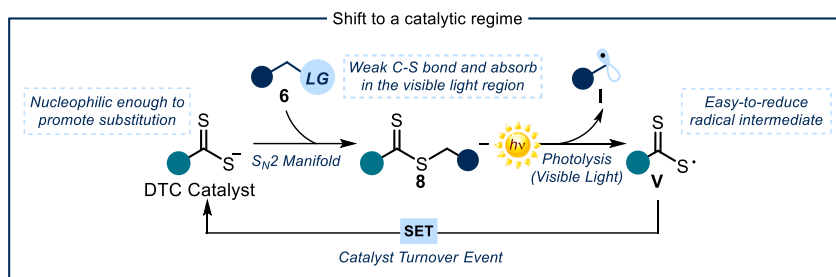 Shift to a catalytic regime
Nucleophilic enough to
promote substitution
LG
6
Weak C-S bond and absorb
in the visible light region
I
Easy-to-reduce
radical intermediate
S
S
S⁻
S
S
S
S·
DTC Catalyst
SN2 Manifold
8
hν
Photolysis
(Visible Light)
V
SET
Catalyst Turnover Event